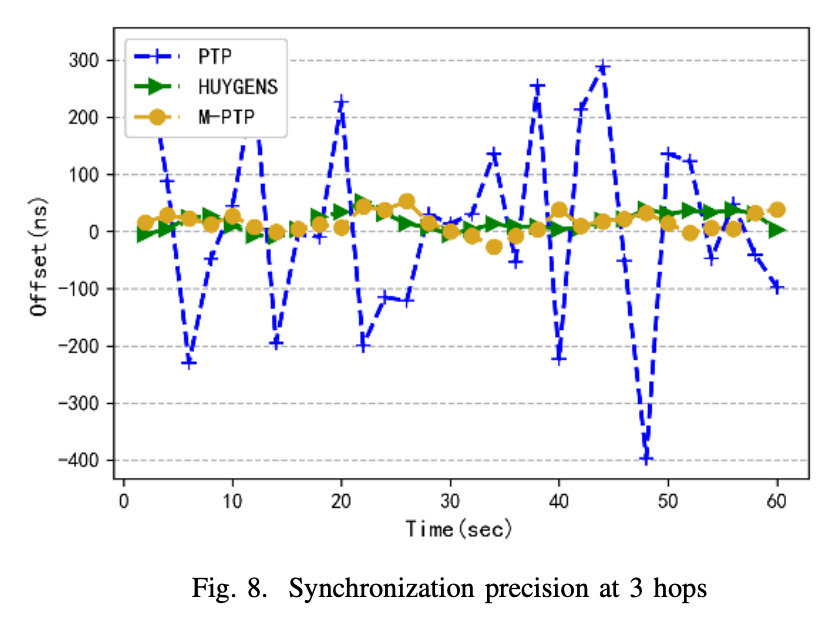 PTP
HUYGENS
M-PTP
300
200
100
0
−100
−200
−300
−400
Offset(ns)
0 10 20 30 40 50 60
Time(sec)
Fig. 8. Synchronization precision at 3 hops